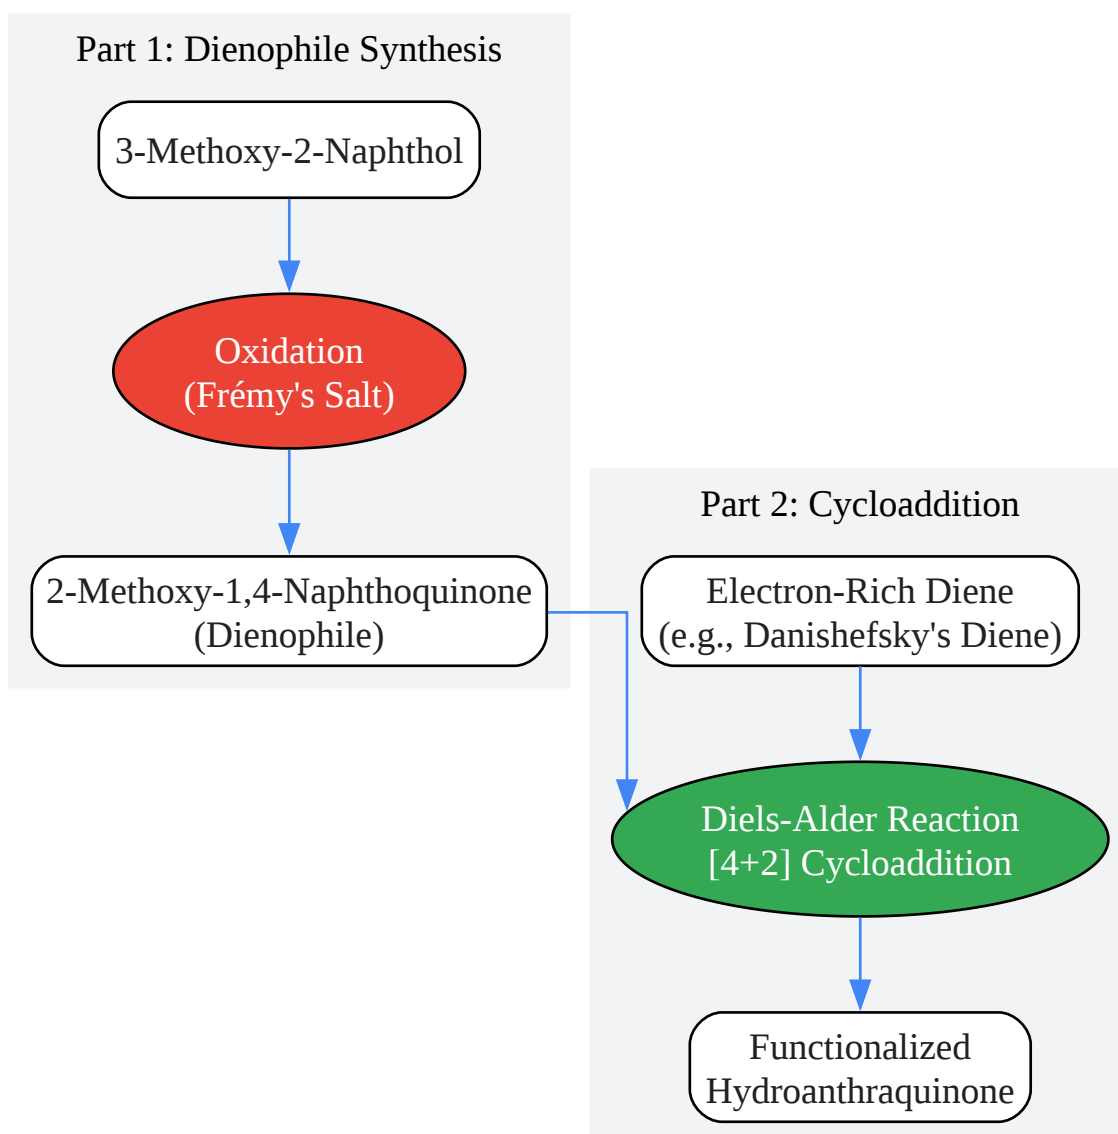 Part 1: Dienophile Synthesis
3-Methoxy-2-Naphthol
Oxidation
(Frémy's Salt)
2-Methoxy-1,4-Naphthoquinone
(Dienophile)
Part 2: Cycloaddition
Electron-Rich Diene
(e.g., Danishefsky's Diene)
Diels-Alder Reaction
[4+2] Cycloaddition
Functionalized
Hydroanthraquinone